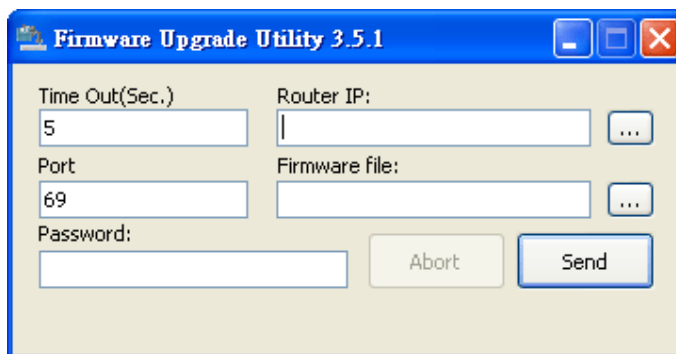 Firmware Upgrade Utility 3.5.1
Time Out(Sec.) Router IP:
5 ...
Port Firmware file:
69 ...
Password:
Abort Send